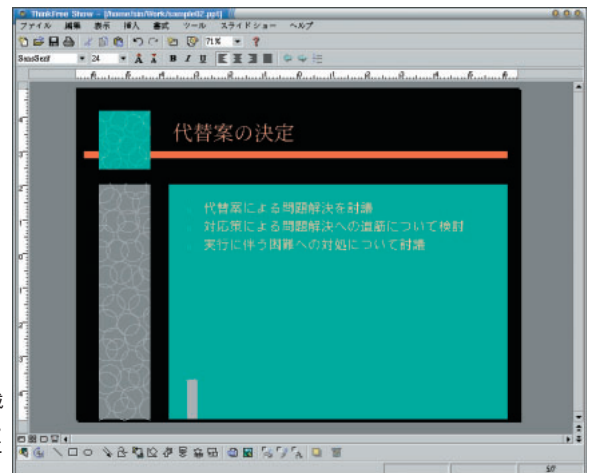 ThinkFree Show - [/home/sin/Work/sample02.ppt]
ファイル 編集 表示 挿入 書式 ツール スライドショー ヘルプ
71%
SansSerif 24 B I U
代替案の決定
代替案による問題解決を討議
対応策による問題解決への道筋について検討
実行に伴う困難への対処について討議